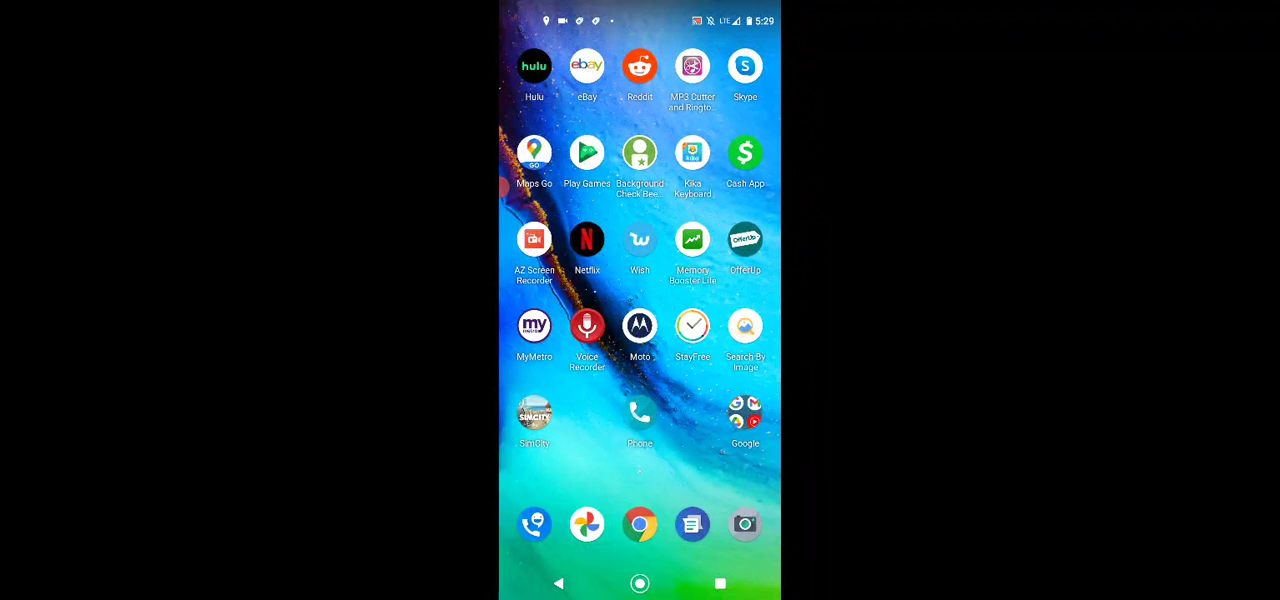 LTE 5:29
hulu ebay S
Hulu eBay Reddit MP3 Cutter Skype
and Ringto...
GO kika $
Maps Go Play Games Background Kika Cash App
Check Bee... Keyboard
N OfferUp
AZ Screen Netflix Wish Memory OfferUp
Recorder Booster Lite
my
MyMetro Voice Moto StayFree Search By
Recorder Image
SIMCITY
SimCity Phone Google